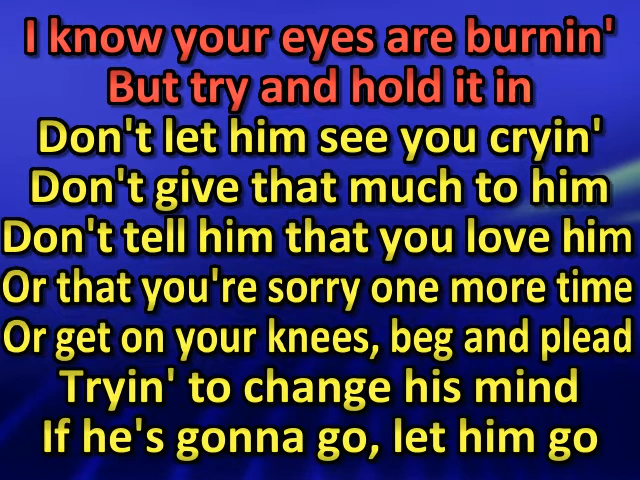 I know your eyes are burnin'
But try and hold it in
Don't let him see you cryin'
Don't give that much to him
Don't tell him that you love him
Or that you're sorry one more time
Or get on your knees, beg and plead
Tryin' to change his mind
If he's gonna go, let him go